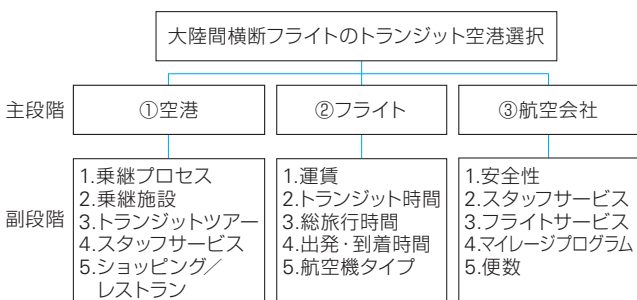 大陸間横断フライトのトランジット空港選択
主段階
①空港
②フライト
③航空会社
副段階
1.乗継プロセス
2.乗継施設
3.トランジットツアー
4.スタッフサービス
5.ショッピング／
レストラン
1.運賃
2.トランジット時間
3.総旅行時間
4.出発・到着時間
5.航空機タイプ
1.安全性
2.スタッフサービス
3.フライトサービス
4.マイレージプログラム
5.便数